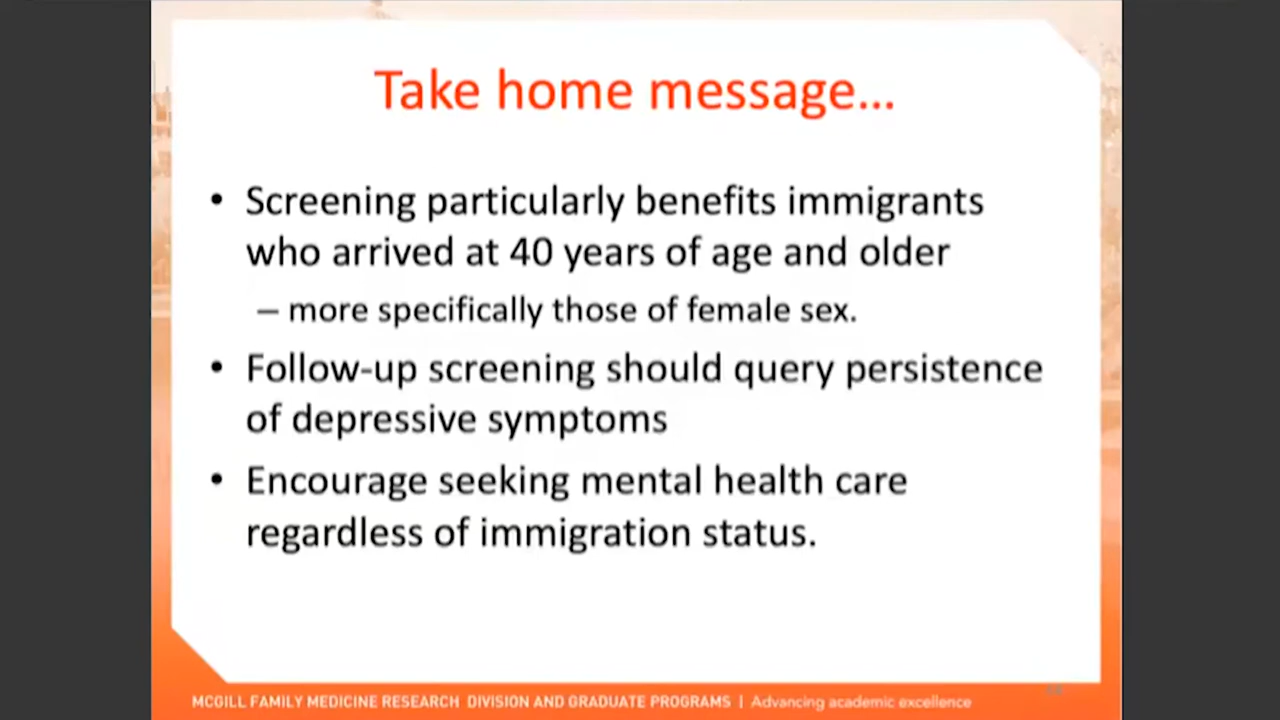 Take home message...
• Screening particularly benefits immigrants
who arrived at 40 years of age and older
– more specifically those of female sex.
• Follow-up screening should query persistence
of depressive symptoms
• Encourage seeking mental health care
regardless of immigration status.
MCGILL FAMILY MEDICINE RESEARCH DIVISION AND GRADUATE PROGRAMS | Advancing academic excellence